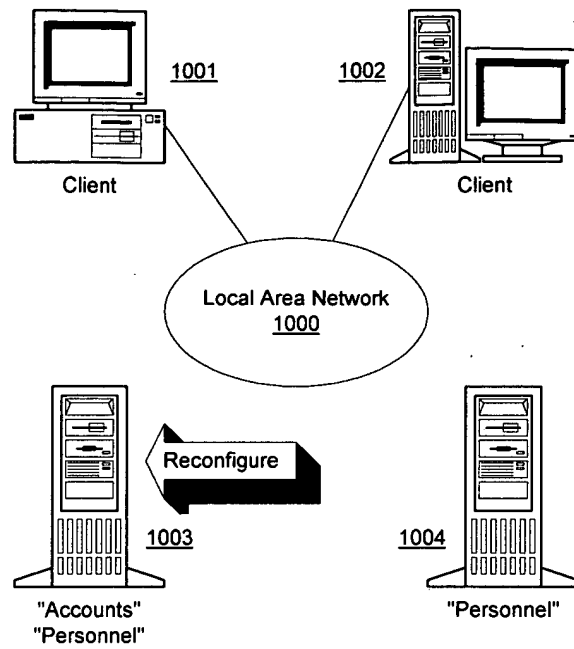 1001
1002
Client
Client
Local Area Network
1000
Reconfigure
1003
1004
"Accounts"
"Personnel"
"Personnel"